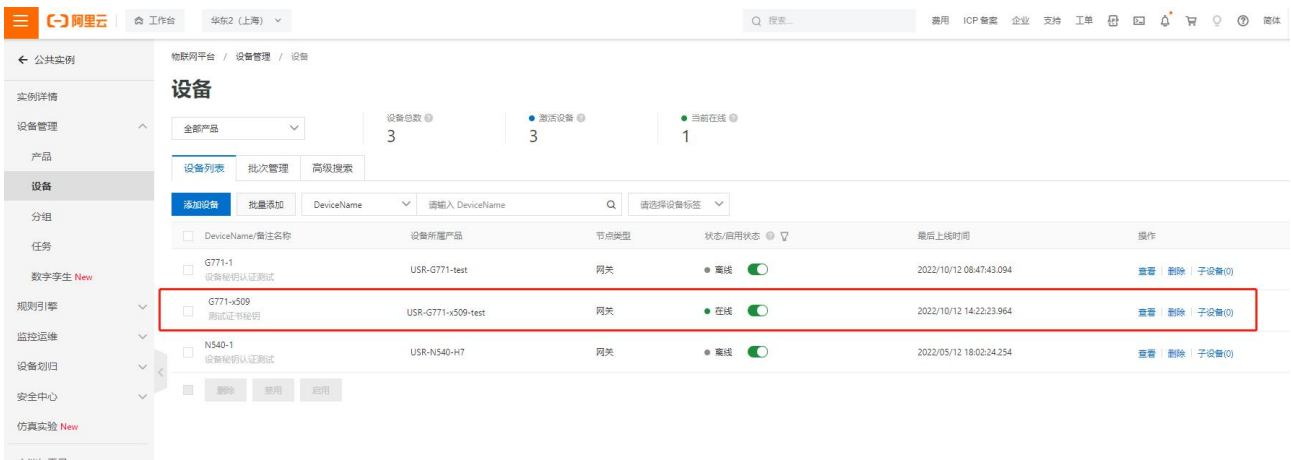 阿里云 工作台 华东2（上海） 搜索... 费用 ICP 备案 企业 支持 工单 简体
公共实例
实例详情
设备管理
产品
设备
分组
任务
数字孪生 New
规则引擎
监控运维
设备划归
安全中心
仿真实验 New
物联网平台 / 设备管理 / 设备
设备
全部产品
设备总数
3
激活设备
3
当前在线
1
设备列表 批次管理 高级搜索
添加设备 批量添加 DeviceName 请输入 DeviceName 请选择设备标签
DeviceName/备注名称 设备所属产品 节点类型 状态/启用状态 最后上线时间 操作
G771-1
设备秘钥认证测试 USR-G771-test 网关 离线 2022/10/12 08:47:43.094 查看 删除 子设备(0)
G771-x509
测试证书秘钥 USR-G771-x509-test 网关 在线 2022/10/12 14:22:23.964 查看 删除 子设备(0)
N540-1
设备秘钥认证测试 USR-N540-H7 网关 离线 2022/05/12 18:02:24.254 查看 删除 子设备(0)
删除 禁用 启用